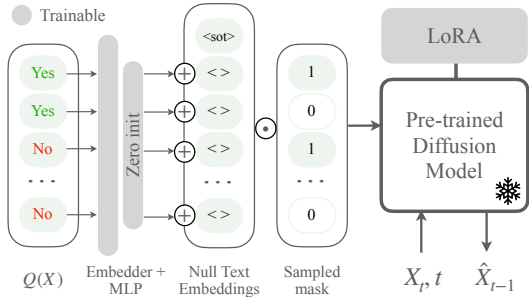 Trainable
<sot>
Yes
< >
1
Yes
< >
0
No
< >
1
. . .
. . .
. . .
No
< >
0
Zero init
LoRA
Pre-trained
Diffusion
Model
Q(X)
Embedder +
MLP
Null Text
Embeddings
Sampled
mask
X_t, t
X̂_{t−1}